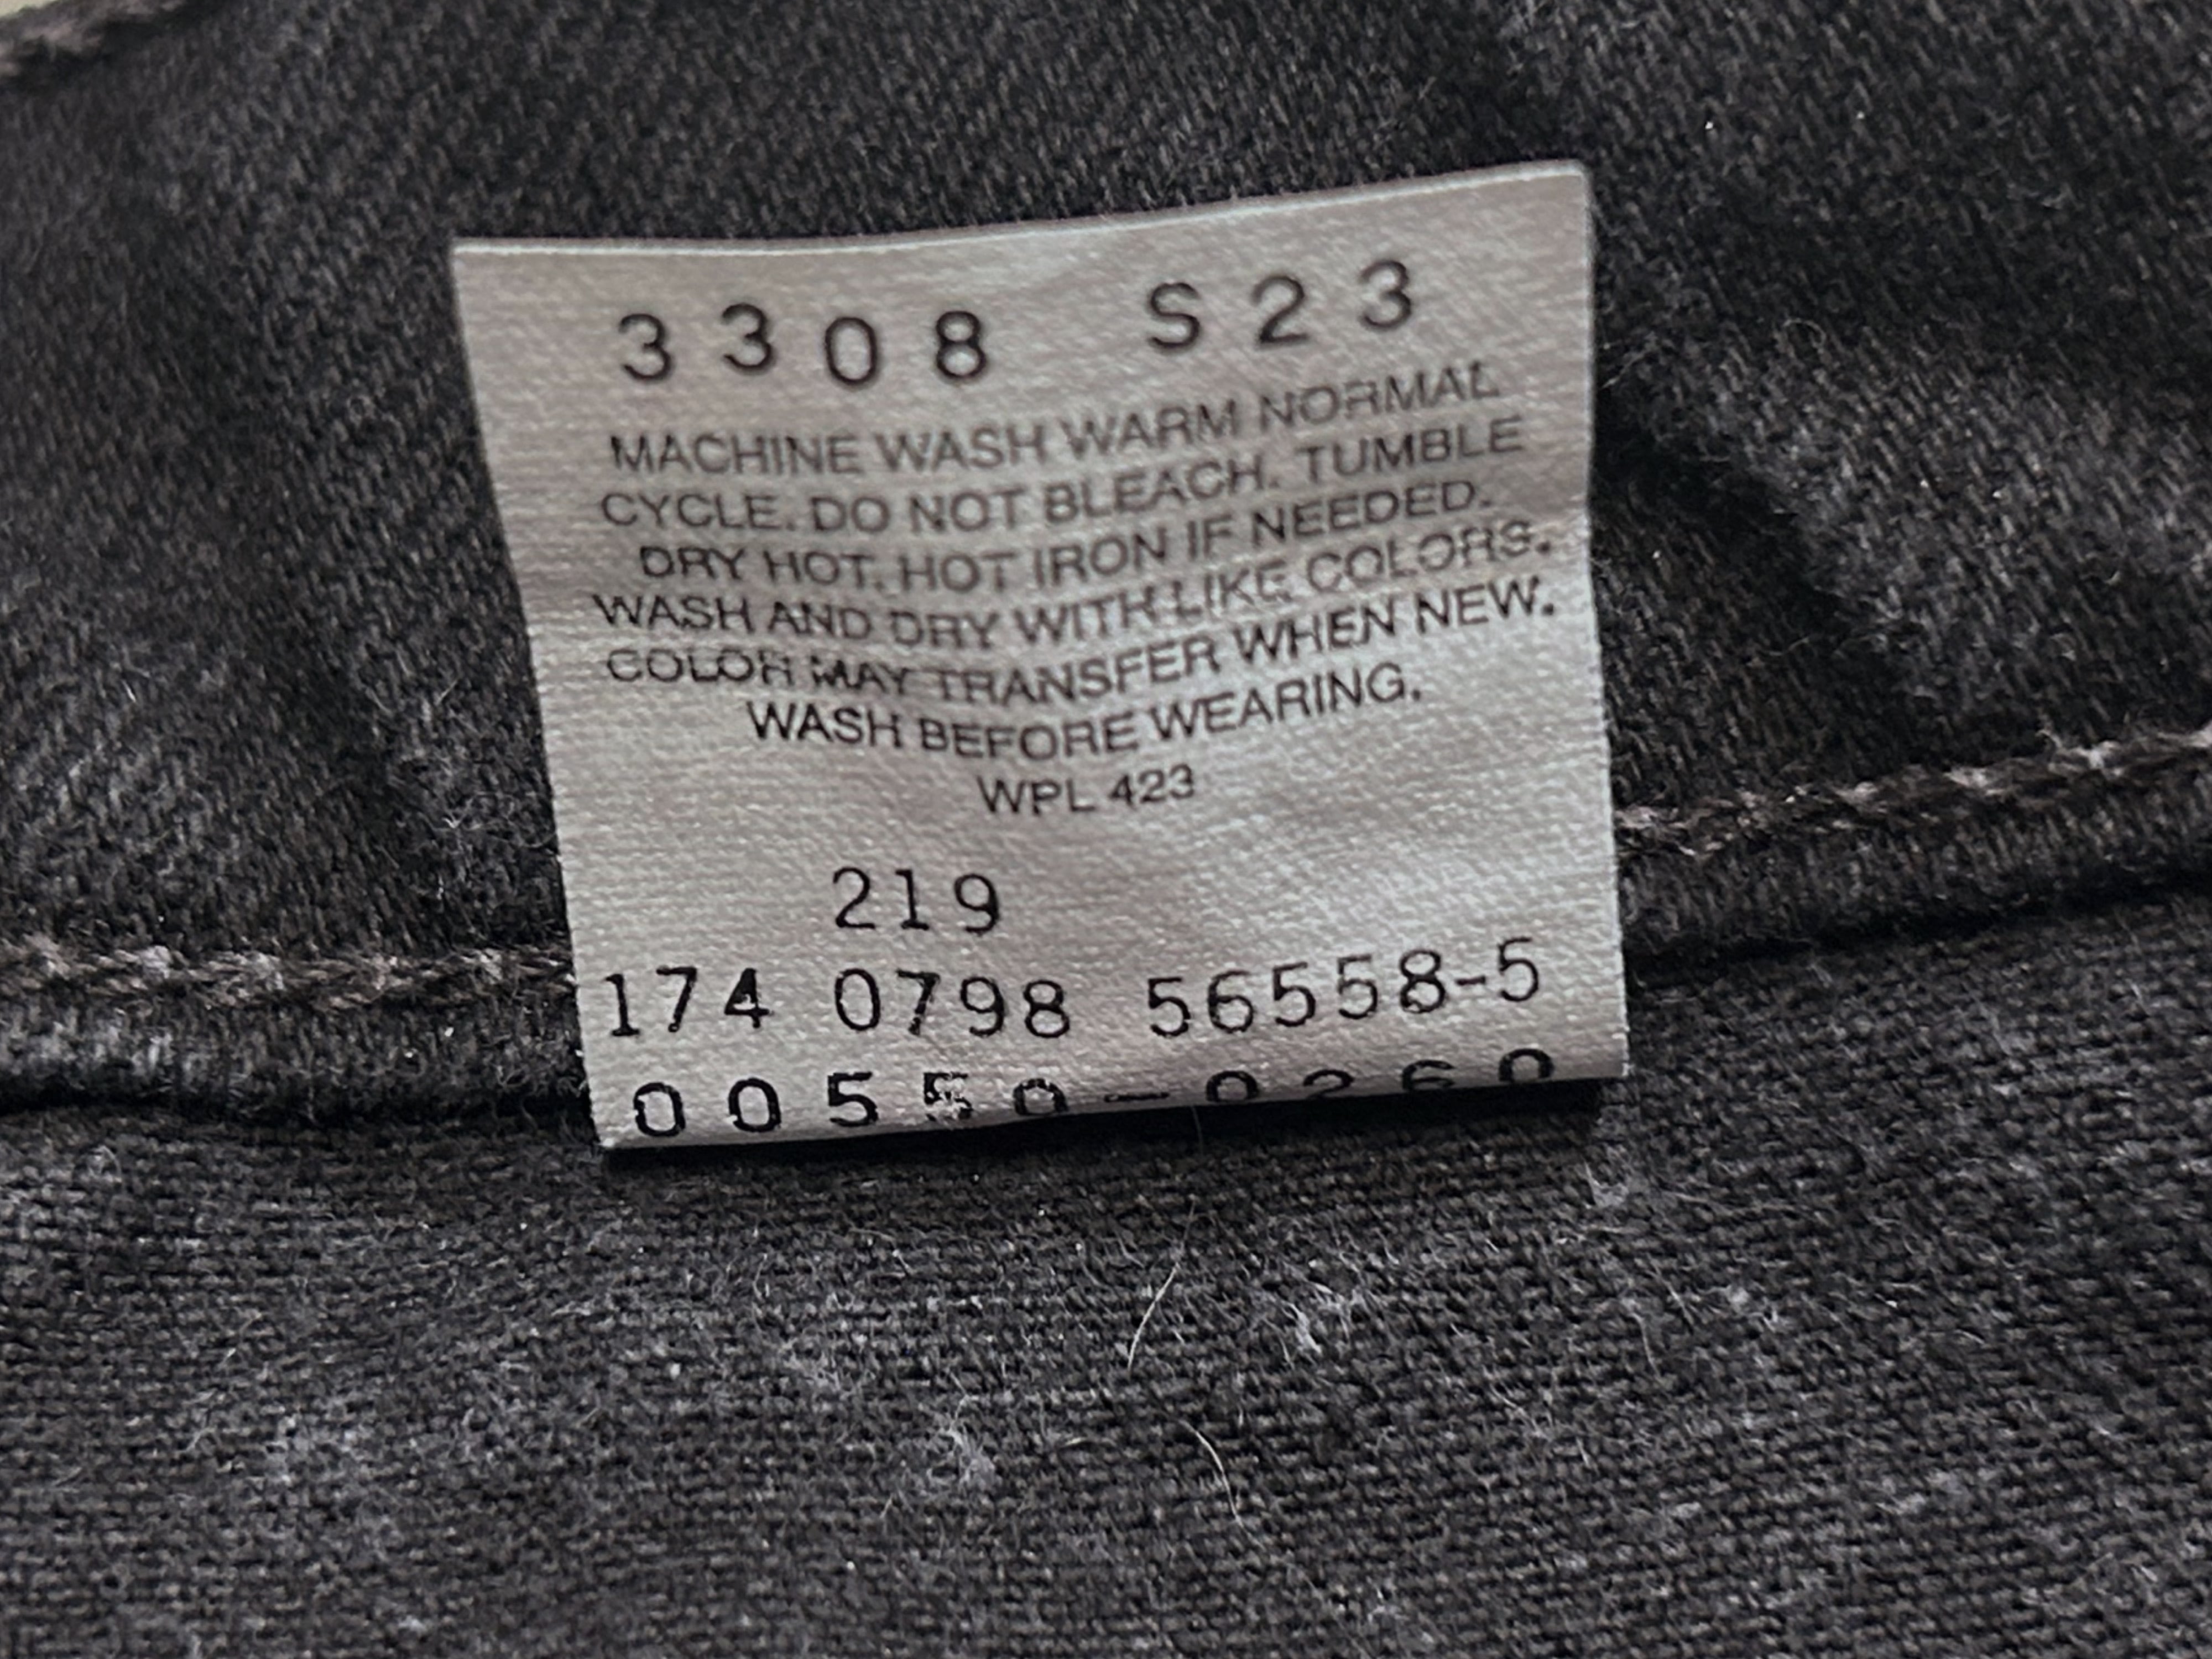 3308 S23
MACHINE WASH WARM NORMAL
CYCLE. DO NOT BLEACH. TUMBLE
DRY HOT. HOT IRON IF NEEDED.
WASH AND DRY WITH LIKE COLORS.
COLOR MAY TRANSFER WHEN NEW.
WASH BEFORE WEARING.
WPL 423
219
174 0798 56558-5
00550-0260